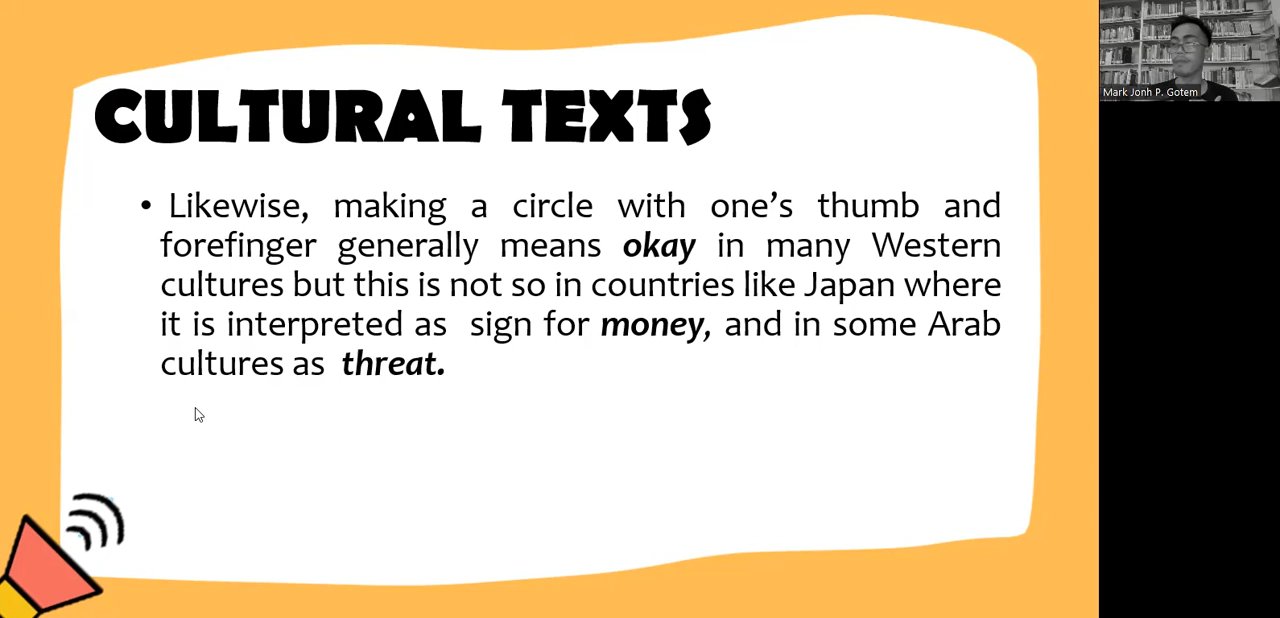 CULTURAL TEXTS
Mark Jonh P. Gotem
• Likewise, making a circle with one's thumb and
forefinger generally means okay in many Western
cultures but this is not so in countries like Japan where
it is interpreted as sign for money, and in some Arab
cultures as threat.